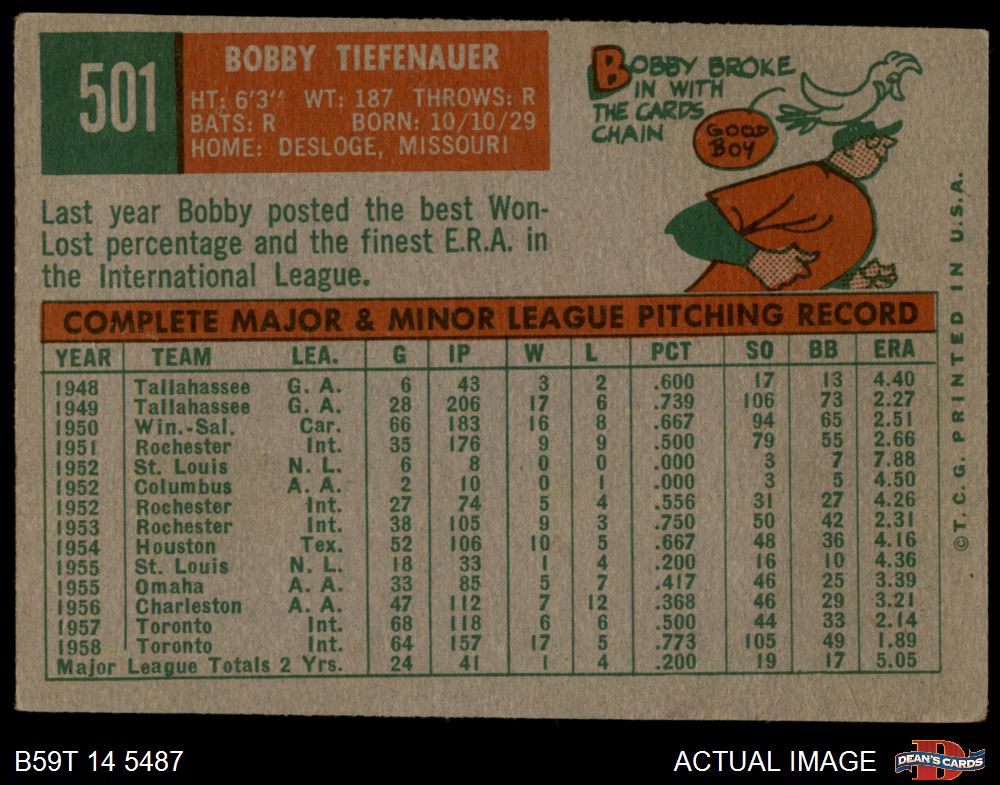 501
BOBBY TIEFENAUER
HT: 6'3" WT: 187 THROWS: R
BATS: R BORN: 10/10/29
HOME: DESLOGE, MISSOURI
BOBBY BROKE
IN WITH
THE CARDS
CHAIN
GOOD
BOY
Last year Bobby posted the best Won-
Lost percentage and the finest E.R.A. in
the International League.
COMPLETE MAJOR & MINOR LEAGUE PITCHING RECORD
YEAR TEAM LEA. G IP W L PCT SO BB ERA
1948 Tallahassee G. A. 6 43 3 2 .600 17 13 4.40
1949 Tallahassee G. A. 28 206 17 6 .739 106 73 2.27
1950 Win.-Sal. Car. 66 183 16 8 .667 94 65 2.51
1951 Rochester Int. 35 176 9 9 .500 79 55 2.66
1952 St. Louis N. L. 6 8 0 0 .000 3 7 7.88
1952 Columbus A. A. 2 10 0 1 .000 3 5 4.50
1952 Rochester Int. 27 74 5 4 .556 31 27 4.26
1953 Rochester Int. 38 105 9 3 .750 50 42 2.31
1954 Houston Tex. 52 106 10 5 .667 48 36 4.16
1955 St. Louis N. L. 18 33 1 4 .200 16 10 4.36
1955 Omaha A. A. 33 85 5 7 .417 46 25 3.39
1956 Charleston A. A. 47 112 7 12 .368 46 29 3.21
1957 Toronto Int. 68 118 6 6 .500 44 33 2.14
1958 Toronto Int. 64 157 17 5 .773 105 49 1.89
Major League Totals 2 Yrs. 24 41 1 4 .200 19 17 5.05
©T. C. G. PRINTED IN U.S.A.
B59T 14 5487
ACTUAL IMAGE
DEAN'S CARDS